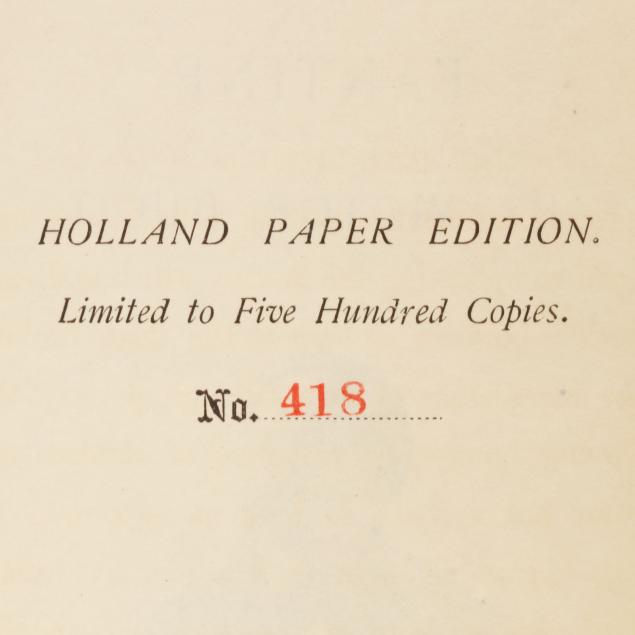 HOLLAND PAPER EDITION.
Limited to Five Hundred Copies.
No. 418